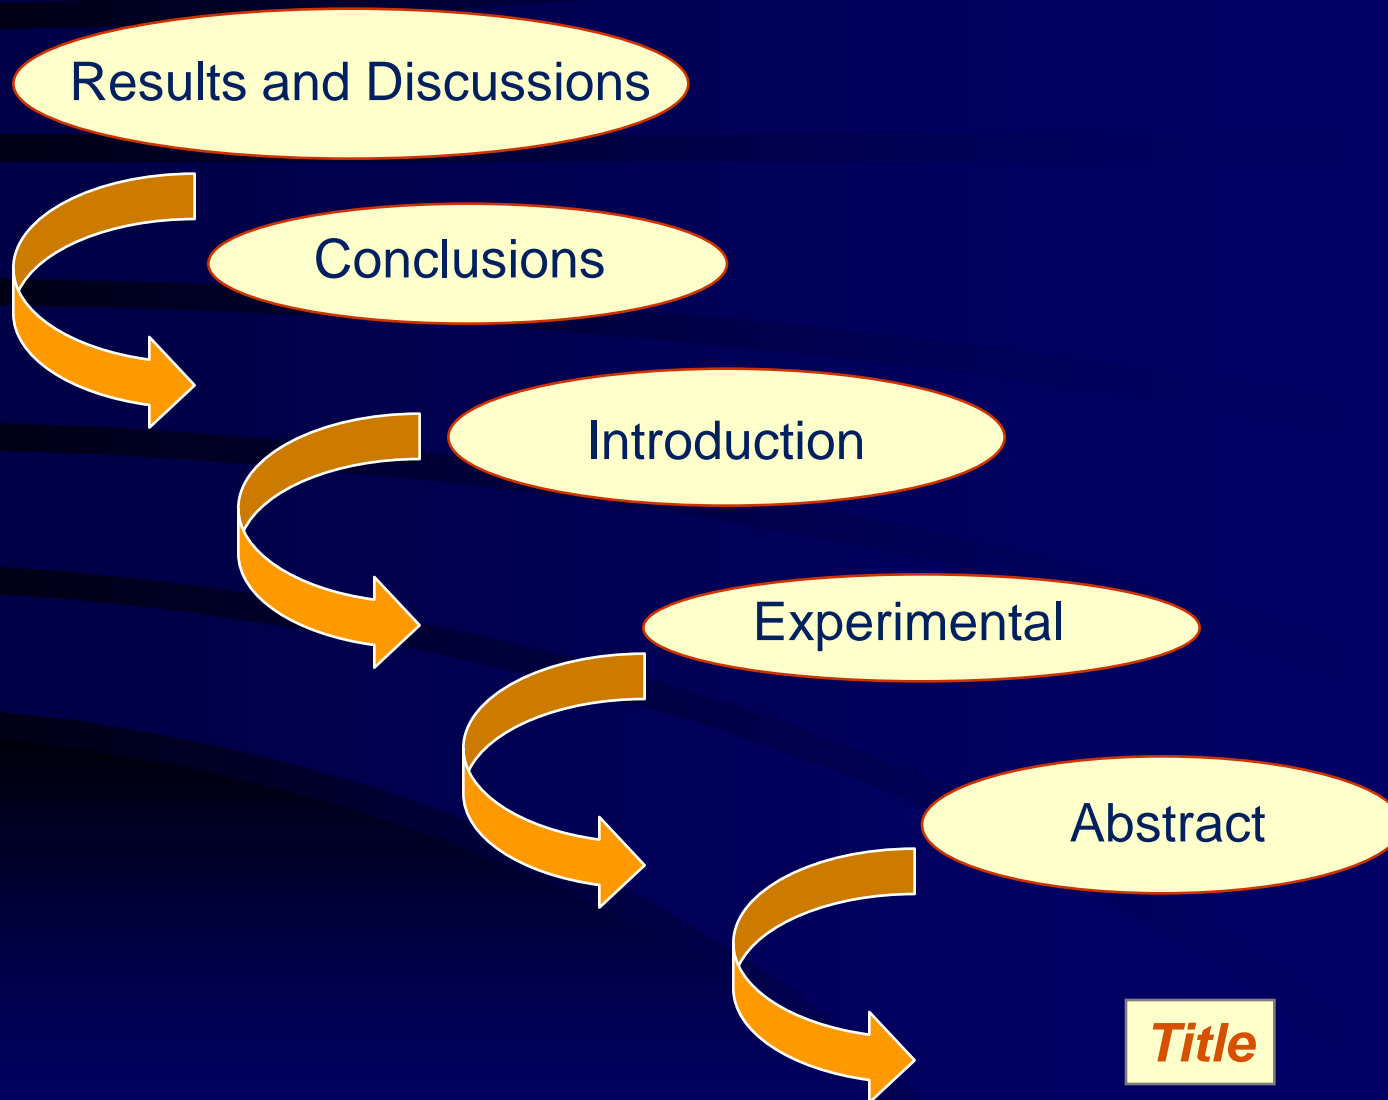 Results and Discussions
Conclusions
Introduction
Experimental
Abstract
Title